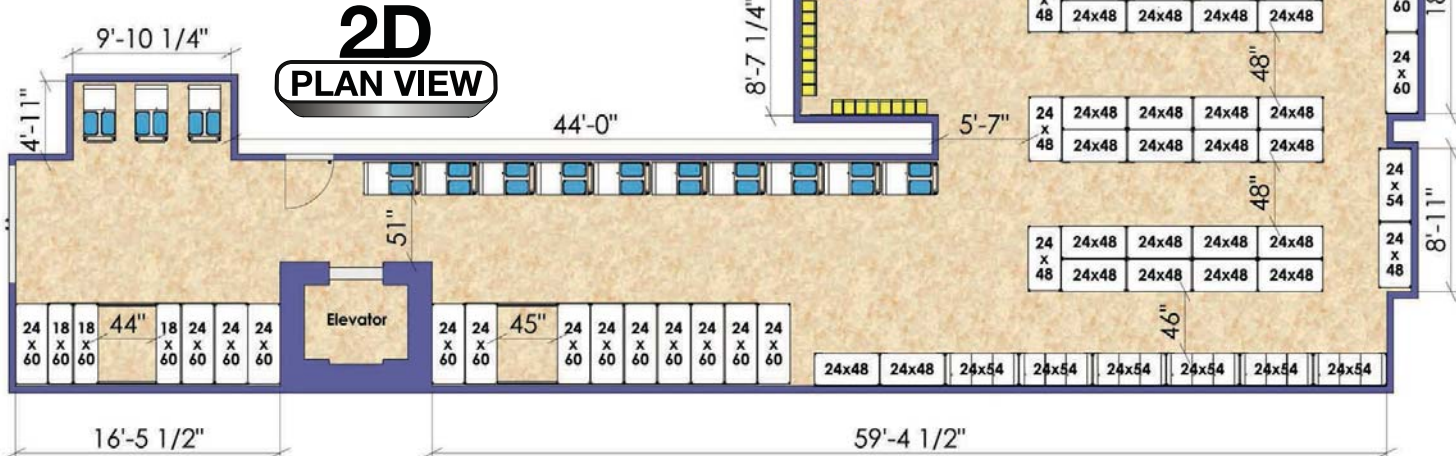 2D
PLAN VIEW
9'-10 1/4"
4'-11"
44'-0"
8'-7 1/4"
5'-7"
48
24x48 24x48 24x48 24x48
60
18
24 x 60
48"
24 x 48
24x48 24x48 24x48 24x48
24x48 24x48 24x48 24x48
48"
24 x 54
24 x 48
8'-11"
51"
24 x 48
24x48 24x48 24x48 24x48
24x48 24x48 24x48 24x48
46"
Elevator
24 x 60
18 x 60
18 x 60
44"
18 x 60
24 x 60
24 x 60
24 x 60
24 x 60
24 x 60
45"
24 x 60
24 x 60
24 x 60
24 x 60
24 x 60
24 x 60
24 x 60
24x48 24x48 24x54 24x54 24x54 24x54 24x54 24x54
16'-5 1/2"
59'-4 1/2"